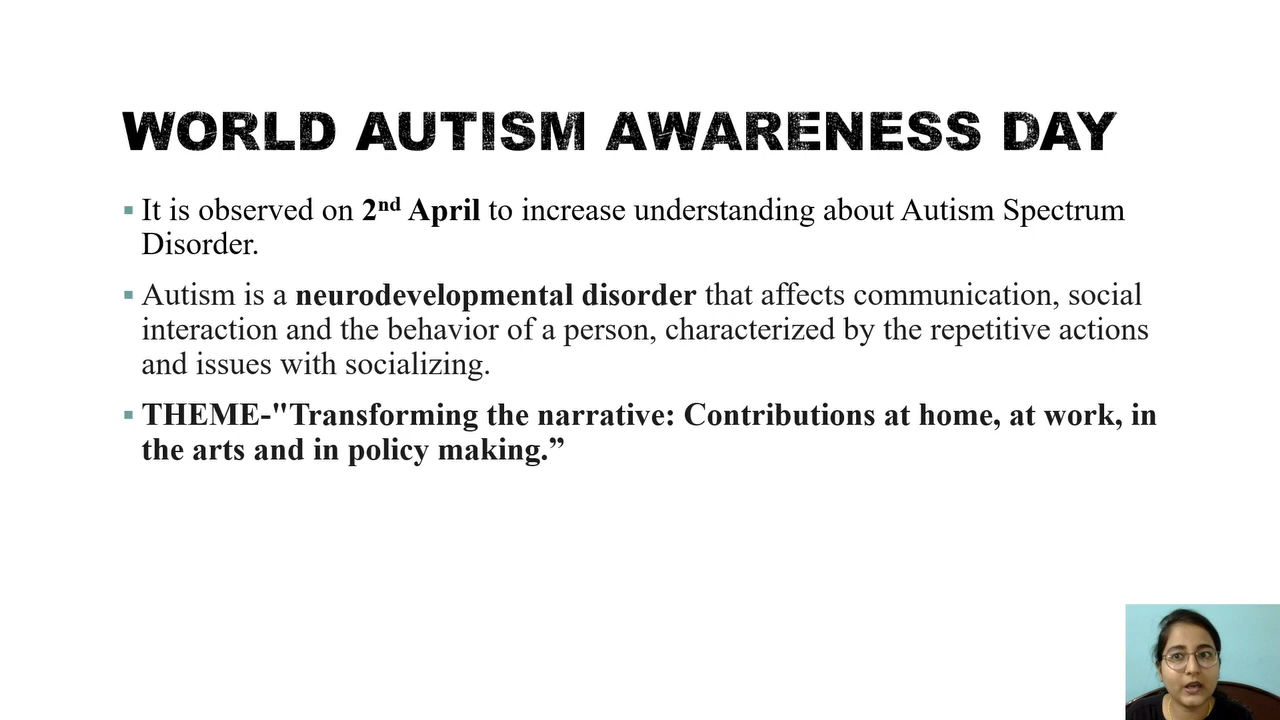 WORLD AUTISM AWARENESS DAY
It is observed on 2nd April to increase understanding about Autism Spectrum
Disorder.
Autism is a neurodevelopmental disorder that affects communication, social
interaction and the behavior of a person, characterized by the repetitive actions
and issues with socializing.
THEME-"Transforming the narrative: Contributions at home, at work, in
the arts and in policy making.”